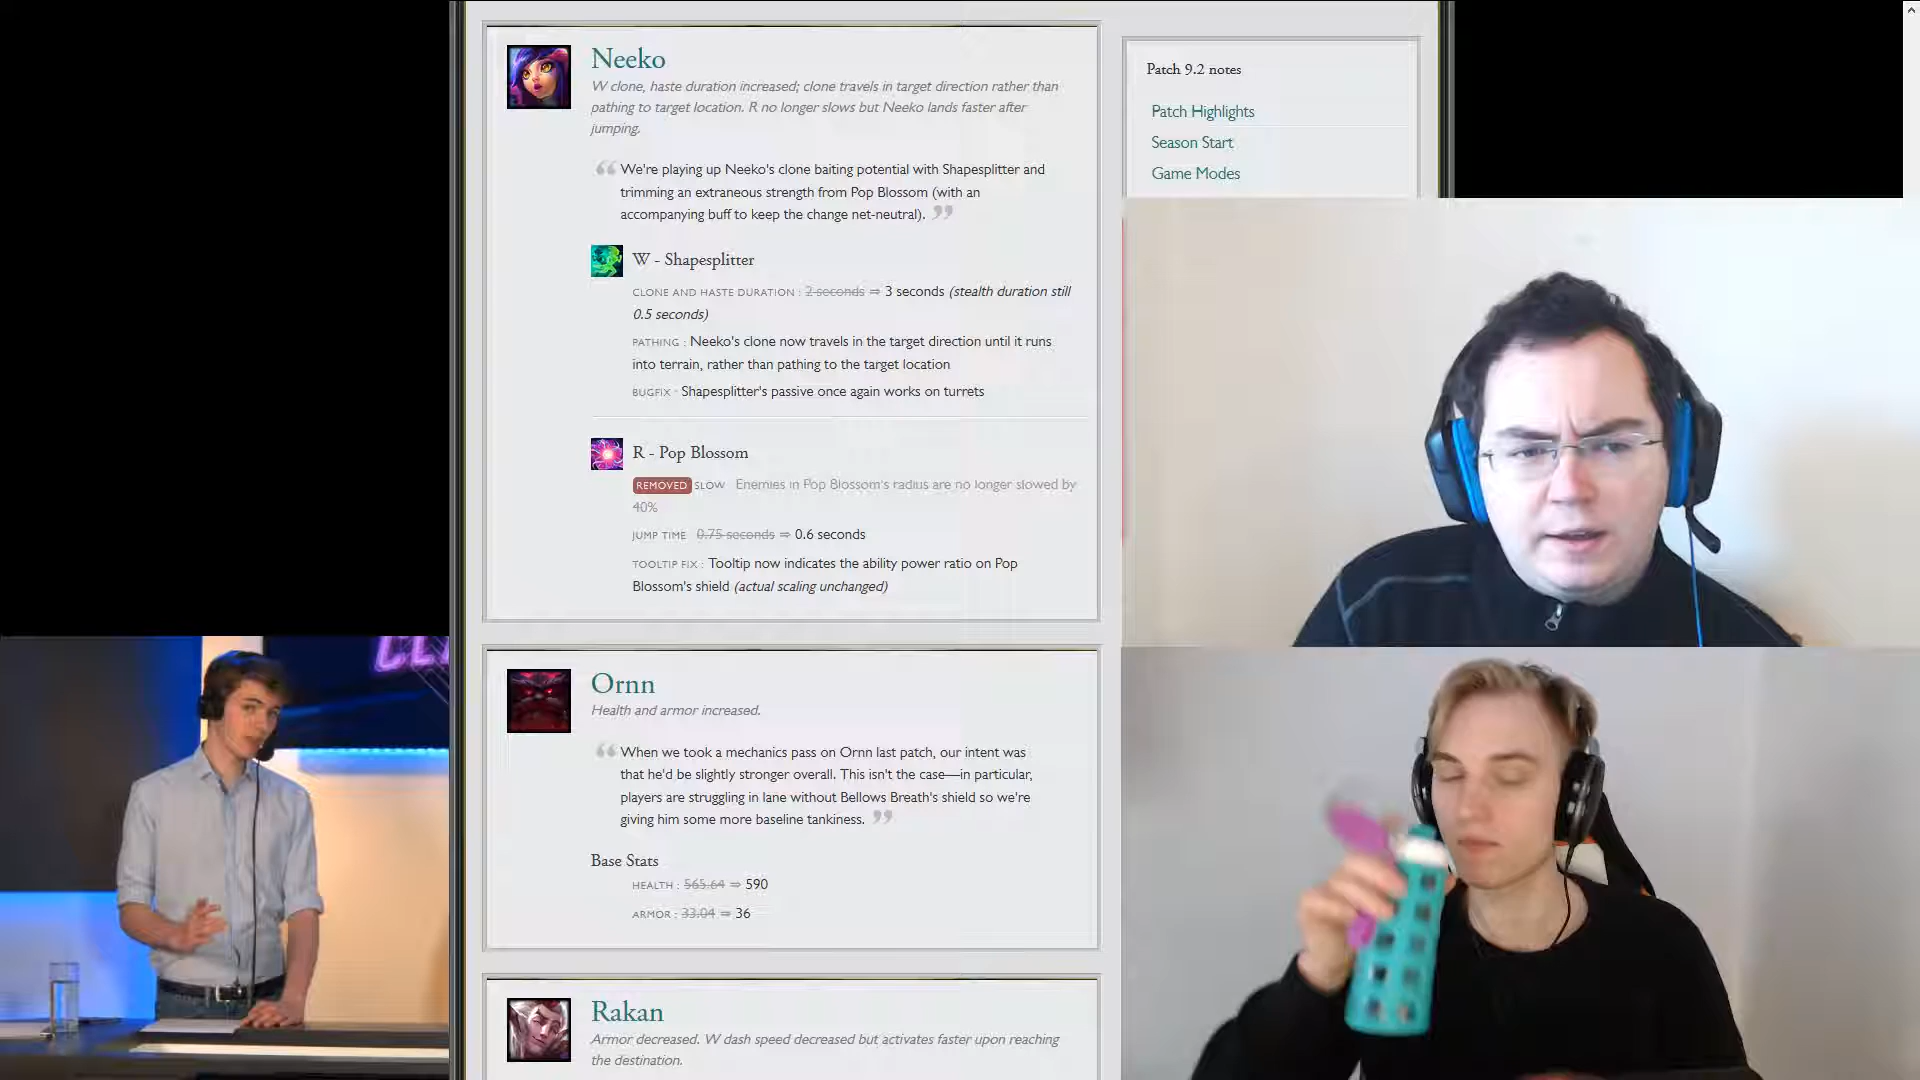 Neeko
W clone, haste duration increased; clone travels in target direction rather than
pathing to target location. R no longer slows but Neeko lands faster after
jumping.
We're playing up Neeko's clone baiting potential with Shapesplitter and
trimming an extraneous strength from Pop Blossom (with an
accompanying buff to keep the change net-neutral).
W - Shapesplitter
CLONE AND HASTE DURATION : 2 seconds ⇒ 3 seconds (stealth duration still
0.5 seconds)
PATHING : Neeko's clone now travels in the target direction until it runs
into terrain, rather than pathing to the target location
BUGFIX : Shapesplitter's passive once again works on turrets
R - Pop Blossom
REMOVED SLOW Enemies in Pop Blossom's radius are no longer slowed by
40%
JUMP TIME 0.75 seconds ⇒ 0.6 seconds
TOOLTIP FIX : Tooltip now indicates the ability power ratio on Pop
Blossom's shield (actual scaling unchanged)
Ornn
Health and armor increased.
When we took a mechanics pass on Ornn last patch, our intent was
that he'd be slightly stronger overall. This isn't the case—in particular,
players are struggling in lane without Bellows Breath's shield so we're
giving him some more baseline tankiness.
Base Stats
HEALTH : 565.64 ⇒ 590
ARMOR : 33.04 ⇒ 36
Rakan
Armor decreased. W dash speed decreased but activates faster upon reaching
the destination.
Patch 9.2 notes
Patch Highlights
Season Start
Game Modes